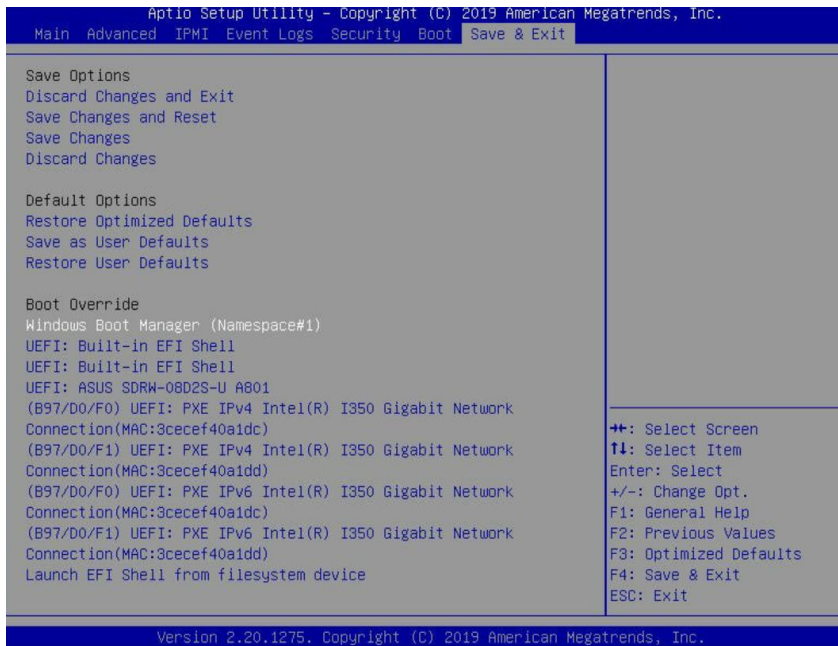 Aptio Setup Utility – Copyright (C) 2019 American Megatrends, Inc.
Main Advanced IPMI Event Logs Security Boot Save & Exit
Save Options
Discard Changes and Exit
Save Changes and Reset
Save Changes
Discard Changes
Default Options
Restore Optimized Defaults
Save as User Defaults
Restore User Defaults
Boot Override
Windows Boot Manager (Namespace#1)
UEFI: Built-in EFI Shell
UEFI: Built-in EFI Shell
UEFI: ASUS SDRW-08D2S-U A801
(B97/D0/F0) UEFI: PXE IPv4 Intel(R) I350 Gigabit Network
Connection(MAC:3cecef40a1dc)
(B97/D0/F1) UEFI: PXE IPv4 Intel(R) I350 Gigabit Network
Connection(MAC:3cecef40a1dd)
(B97/D0/F0) UEFI: PXE IPv6 Intel(R) I350 Gigabit Network
Connection(MAC:3cecef40a1dc)
(B97/D0/F1) UEFI: PXE IPv6 Intel(R) I350 Gigabit Network
Connection(MAC:3cecef40a1dd)
Launch EFI Shell from filesystem device
→←: Select Screen
↑↓: Select Item
Enter: Select
+/-: Change Opt.
F1: General Help
F2: Previous Values
F3: Optimized Defaults
F4: Save & Exit
ESC: Exit
Version 2.20.1275. Copyright (C) 2019 American Megatrends, Inc.